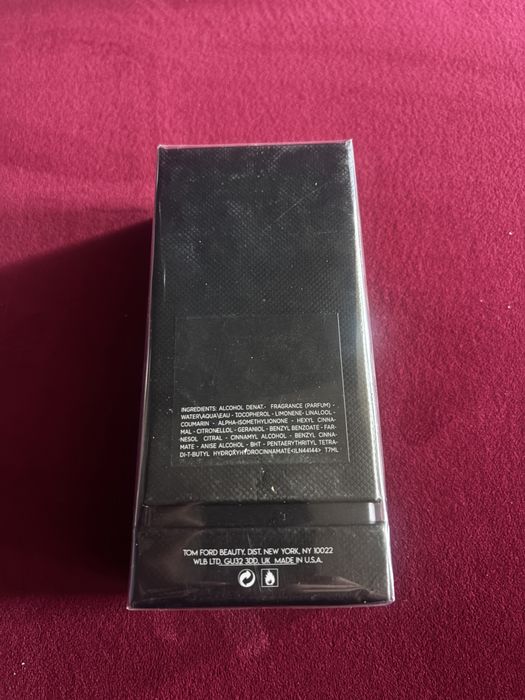 INGREDIENTS: ALCOHOL DENAT.- FRAGRANCE (PARFUM) -
WATER\AQUA\EAU - TOCOPHEROL - LIMONENE- LINALOOL -
COUMARIN - ALPHA-ISOMETHYLIONONE - HEXYL CINNA-
MAL - CITRONELLOL - GERANIOL - BENZYL BENZOATE - FAR-
NESOL CITRAL - CINNAMYL ALCOHOL - BENZYL CINNA-
MATE - ANISE ALCOHOL - BHT - PENTAERYTHRITYL TETRA-
DI-T-BUTYL HYDROXYHYDROCINNAMATE<ILN44144> T7ML
TOM FORD BEAUTY, DIST. NEW YORK, NY 10022
WLB LTD, GU32 3DD, UK MADE IN U.S.A.